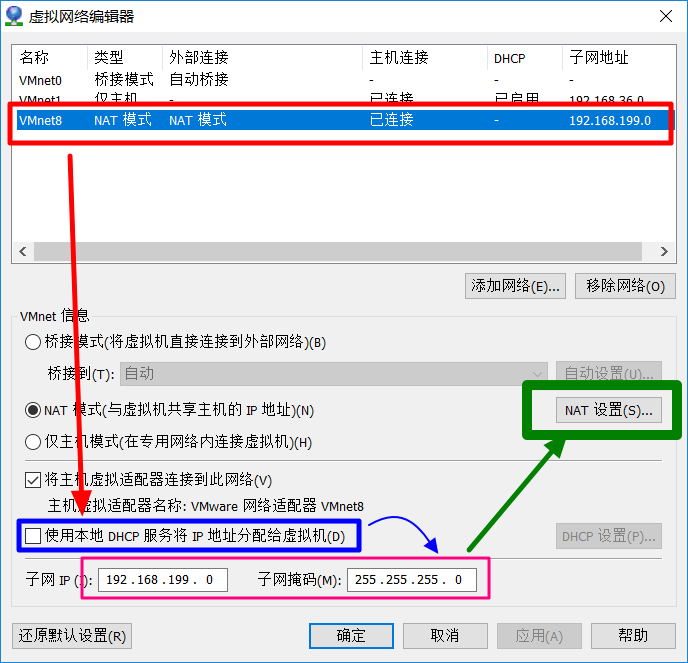 虚拟网络编辑器
名称 类型 外部连接 主机连接 DHCP 子网地址
VMnet0 桥接模式 自动桥接 - - -
VMnet1 仅主机... - 已连接 已启用 192.168.36.0
VMnet8 NAT 模式 NAT 模式 已连接 - 192.168.199.0
添加网络(E)... 移除网络(O)
VMnet 信息
桥接模式(将虚拟机直接连接到外部网络)(B)
桥接到(T): 自动 自动设置(U)...
NAT 模式(与虚拟机共享主机的 IP 地址)(N) NAT 设置(S)...
仅主机模式(在专用网络内连接虚拟机)(H)
将主机虚拟适配器连接到此网络(V)
主机虚拟适配器名称: VMware 网络适配器 VMnet8
使用本地 DHCP 服务将 IP 地址分配给虚拟机(D) DHCP 设置(P)...
子网 IP (I): 192.168.199. 0 子网掩码(M): 255.255.255. 0
还原默认设置(R) 确定 取消 应用(A) 帮助